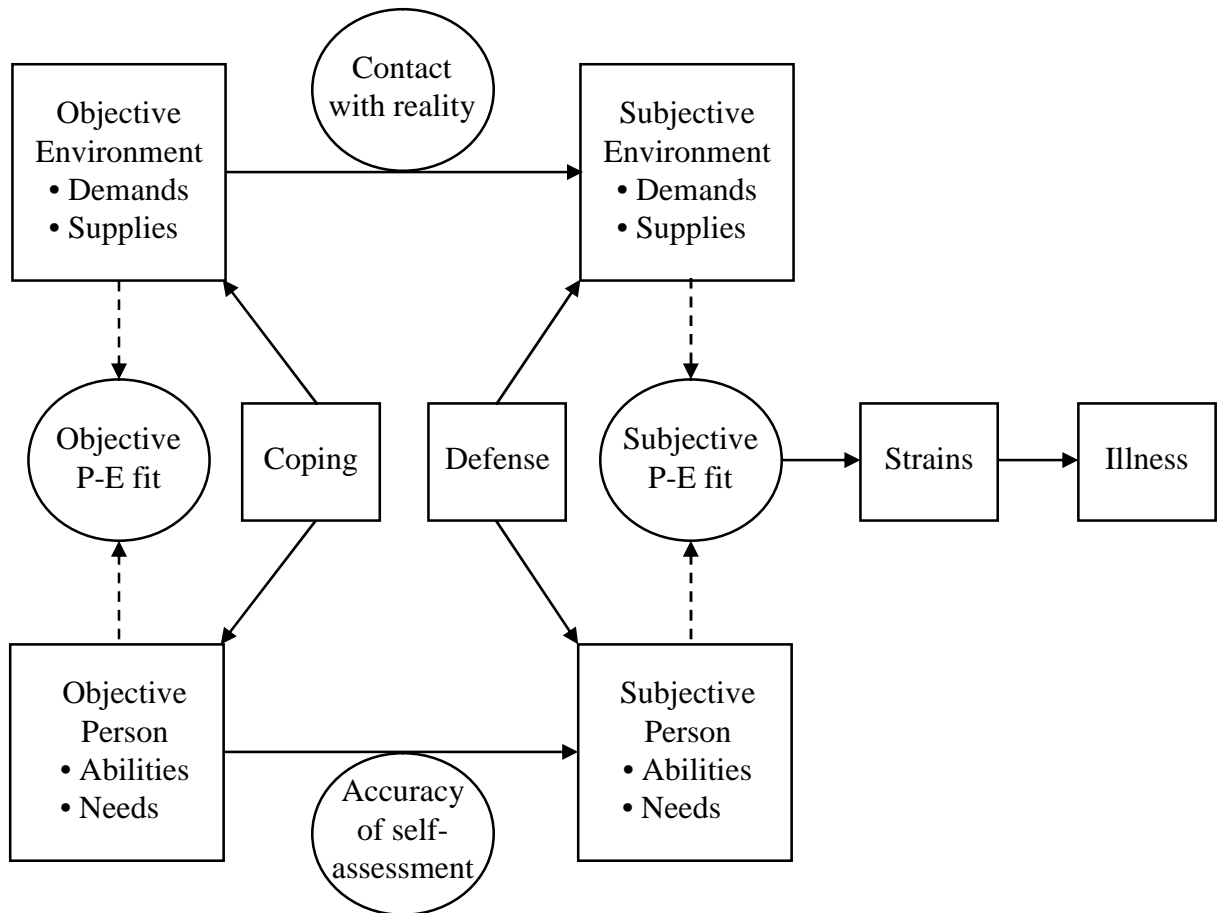 Contact
with reality
Objective
Environment
• Demands
• Supplies
Subjective
Environment
• Demands
• Supplies
Objective
P-E fit
Coping
Defense
Subjective
P-E fit
Strains
Illness
Objective
Person
• Abilities
• Needs
Accuracy
of self-
assessment
Subjective
Person
• Abilities
• Needs